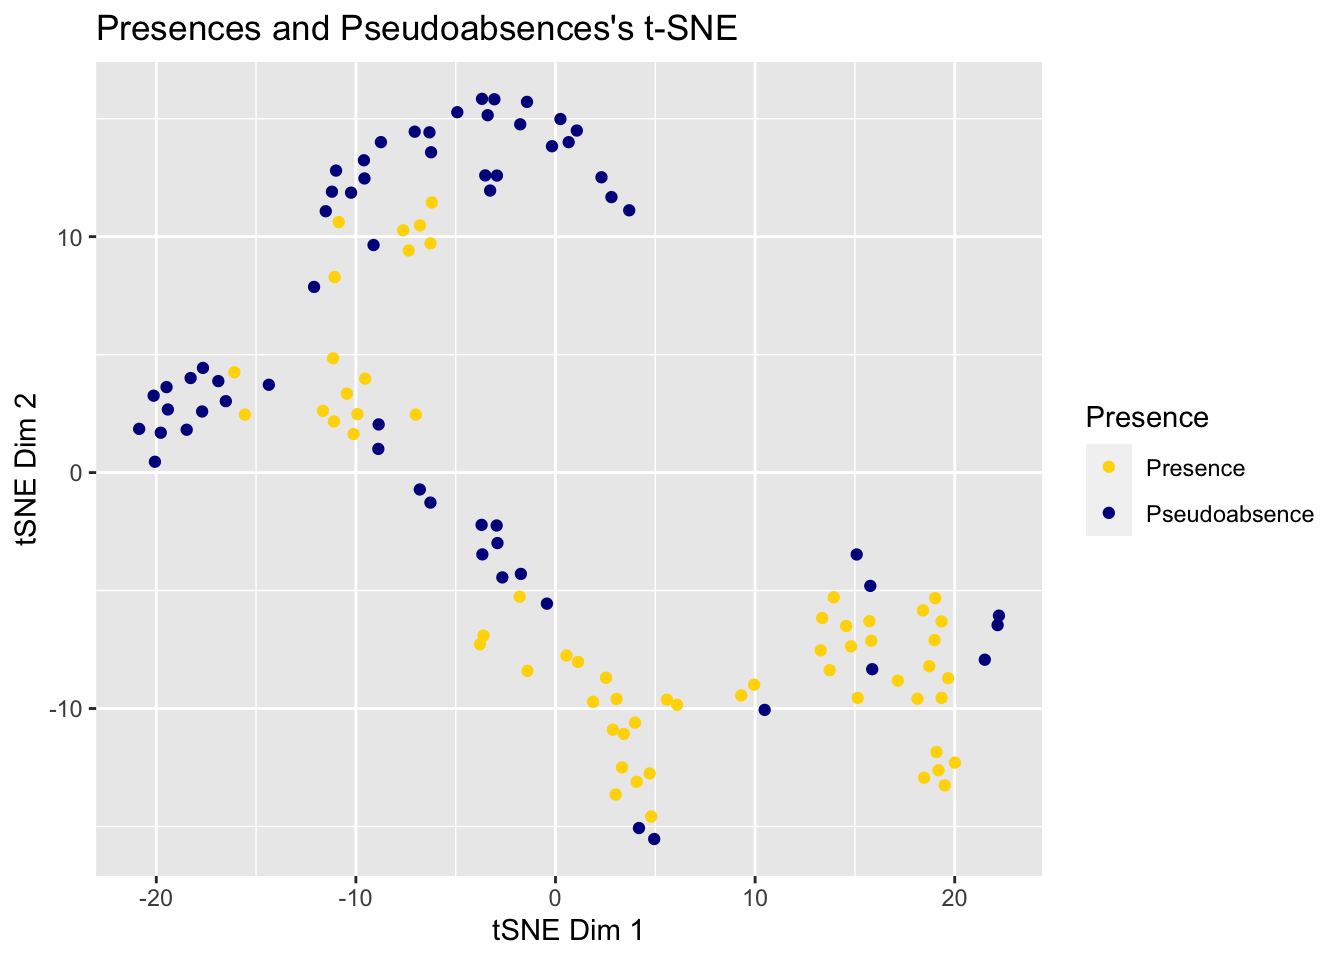 Presences and Pseudoabsences's t-SNE
10
0
-10
tSNE Dim 2
-20
-10
0
10
20
tSNE Dim 1
Presence
Presence
Pseudoabsence